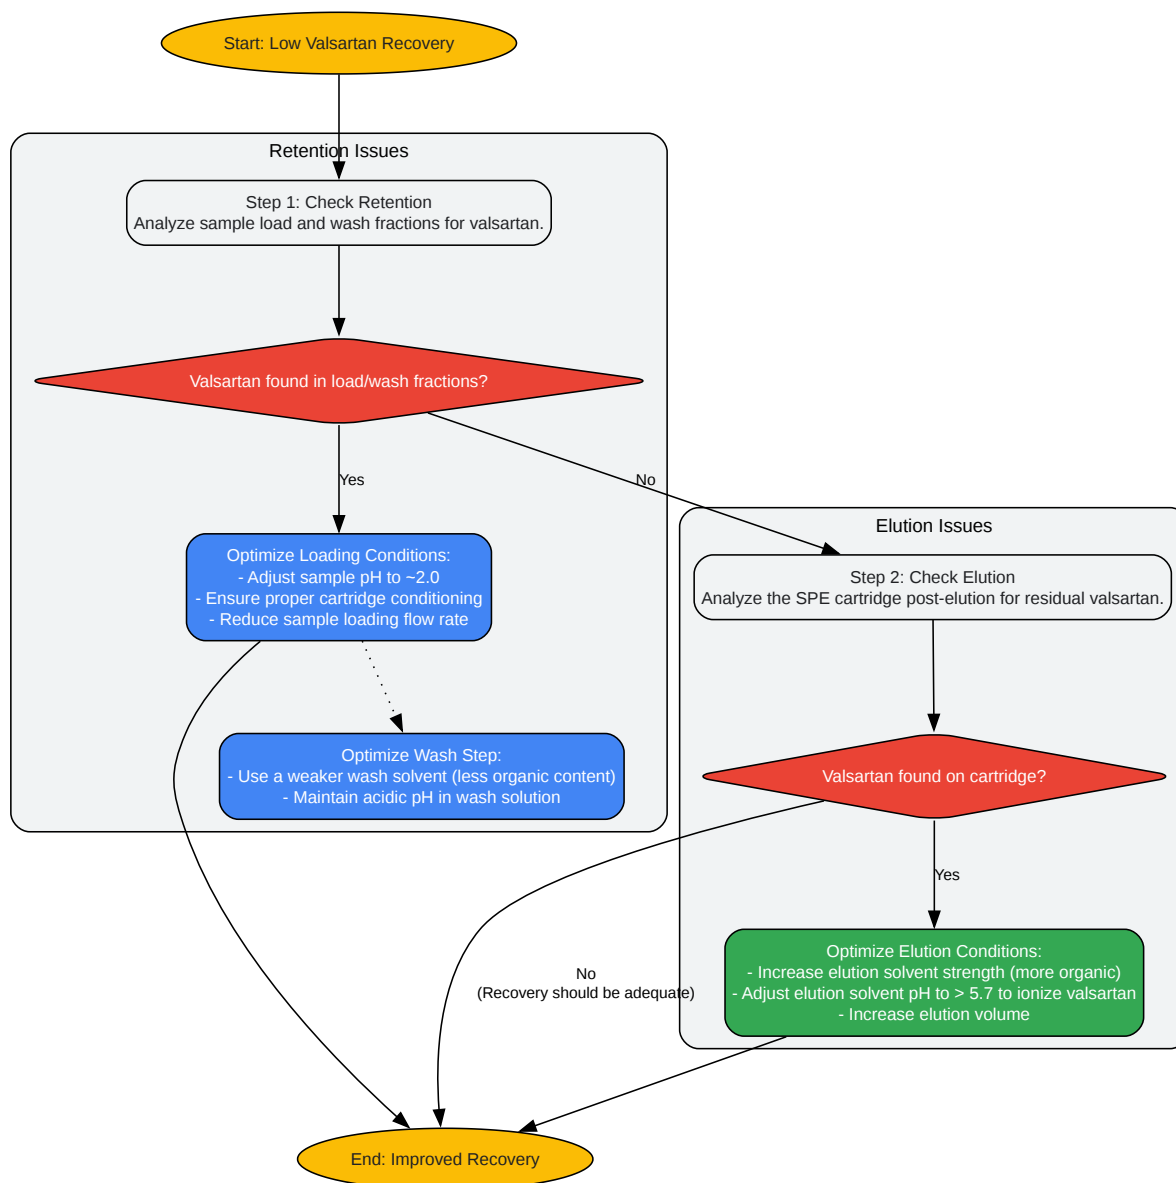 Start: Low Valsartan Recovery
Retention Issues
Step 1: Check Retention
Analyze sample load and wash fractions for valsartan.
Valsartan found in load/wash fractions?
Yes
No
Optimize Loading Conditions:
- Adjust sample pH to ~2.0
- Ensure proper cartridge conditioning
- Reduce sample loading flow rate
Optimize Wash Step:
- Use a weaker wash solvent (less organic content)
- Maintain acidic pH in wash solution
Elution Issues
Step 2: Check Elution
Analyze the SPE cartridge post-elution for residual valsartan.
Valsartan found on cartridge?
Yes
No
(Recovery should be adequate)
Optimize Elution Conditions:
- Increase elution solvent strength (more organic)
- Adjust elution solvent pH to > 5.7 to ionize valsartan
- Increase elution volume
End: Improved Recovery